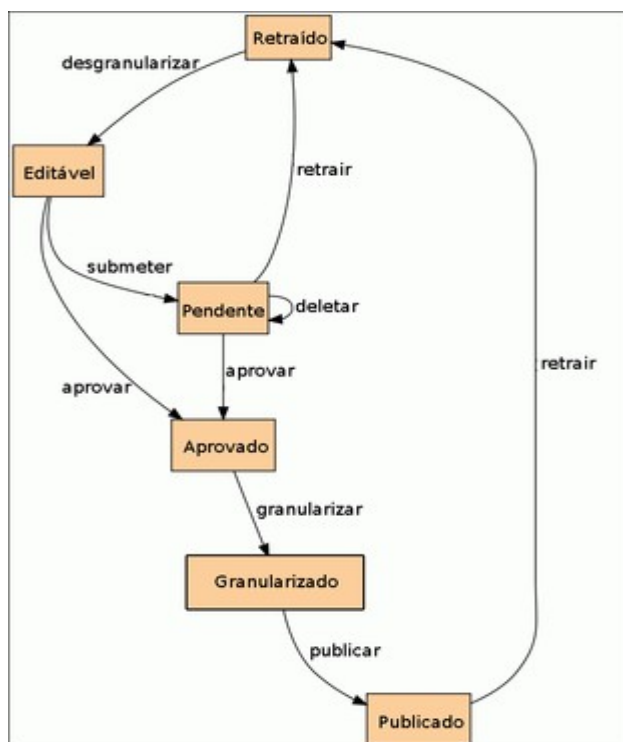 Retraído
desgranularizar
Editável
retrair
submeter
Pendente
deletar
aprovar
aprovar
retrair
Aprovado
granularizar
Granularizado
publicar
Publicado